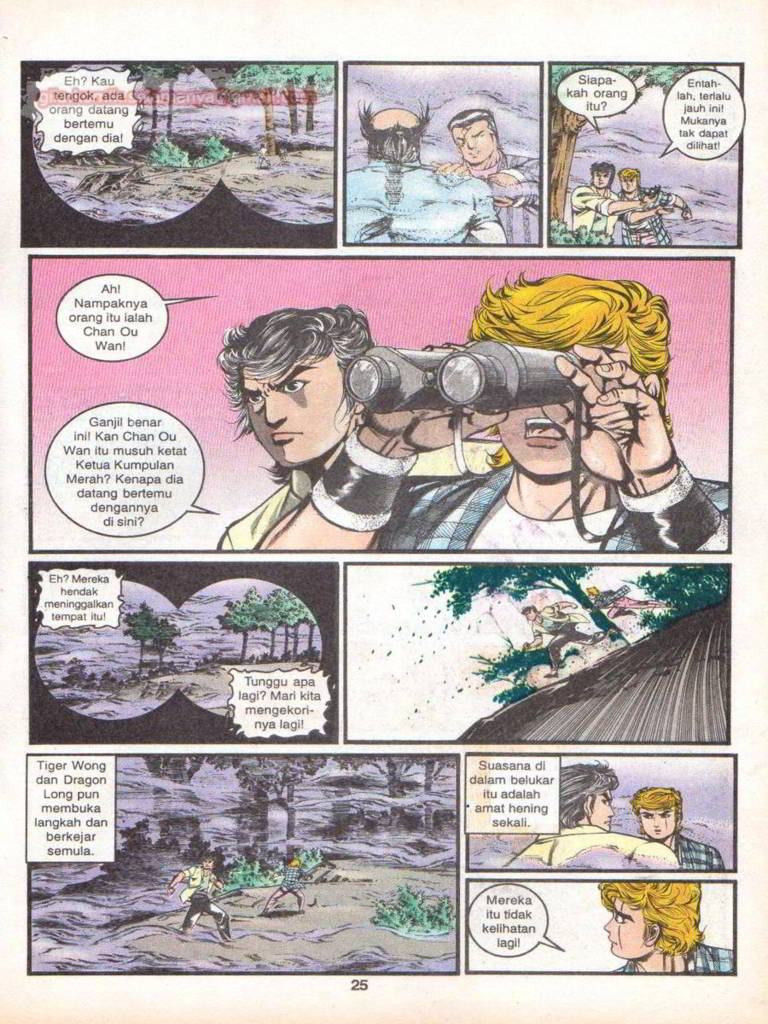 Eh? Kau
tengok, ada
orang datang
bertemu
dengan dia!
Siapa-
kah orang
itu?
Entah-
lah, terlalu
jauh ini!
Mukanya
tak dapat
dilihat!
Ah!
Nampaknya
orang itu ialah
Chan Ou
Wan!
Ganjil benar
ini! Kan Chan Ou
Wan itu musuh ketat
Ketua Kumpulan
Merah? Kenapa dia
datang bertemu
dengannya
di sini?
Eh? Mereka
hendak
meninggalkan
tempat itu!
Tunggu apa
lagi? Mari kita
mengekori-
nya lagi!
Tiger Wong
dan Dragon
Long pun
membuka
langkah dan
berkejar
semula.
Suasana di
dalam belukar
itu adalah
amat hening
sekali.
Mereka
itu tidak
kelihatan
lagi!
25